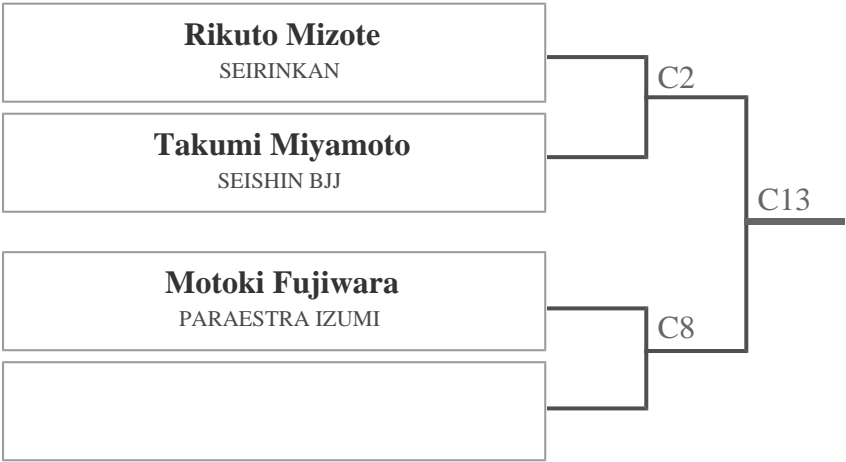 Rikuto Mizote
SEIRINKAN
C2
Takumi Miyamoto
SEISHIN BJJ
C13
Motoki Fujiwara
PARAESTRA IZUMI
C8